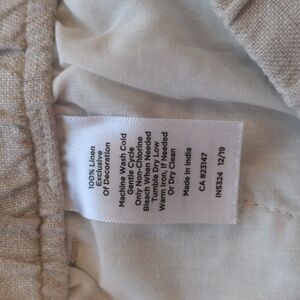 100% Linen
Exclusive
Of Decoration
Machine Wash Cold
Gentle Cycle
Only Non-Chlorine
Bleach When Needed
Tumble Dry Low
Warm Iron, If Needed
Or Dry Clean
Made In India
CA #23147
IN5324 12/19